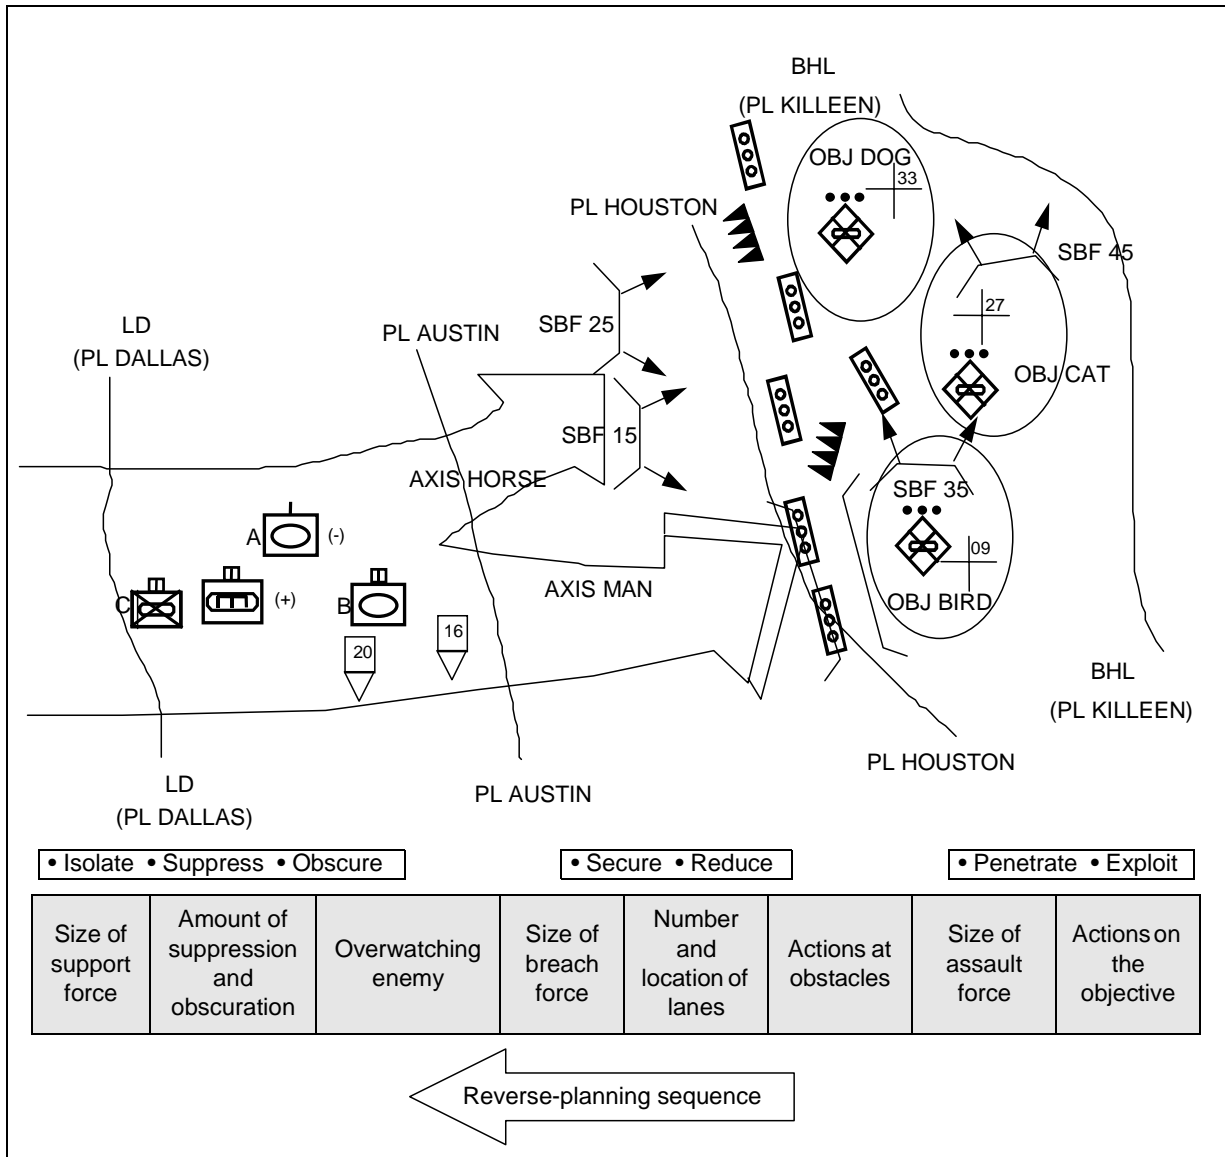 BHL
(PL KILLEEN)
OBJ DOG
33
PL HOUSTON
SBF 45
SBF 25
27
LD
(PL DALLAS)
PL AUSTIN
OBJ CAT
SBF 15
AXIS HORSE
SBF 35
A
(-)
09
AXIS MAN
C
(+)
B
OBJ BIRD
20
16
BHL
(PL KILLEEN)
PL HOUSTON
LD
(PL DALLAS)
PL AUSTIN
• Isolate • Suppress • Obscure
• Secure • Reduce
• Penetrate • Exploit
Size of
support
force
Amount of
suppression
and
obscuration
Overwatching
enemy
Size of
breach
force
Number
and
location of
lanes
Actions at
obstacles
Size of
assault
force
Actions on
the
objective
Reverse-planning sequence